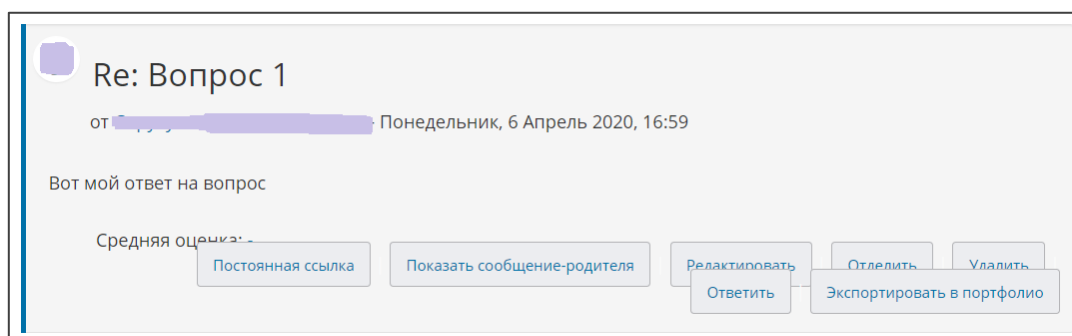 Re: Вопрос 1
от - Понедельник, 6 Апрель 2020, 16:59
Вот мой ответ на вопрос
Средняя оценка: -
Постоянная ссылка Показать сообщение-родителя Редактировать Отделить Удалить
Ответить Экспортировать в портфолио